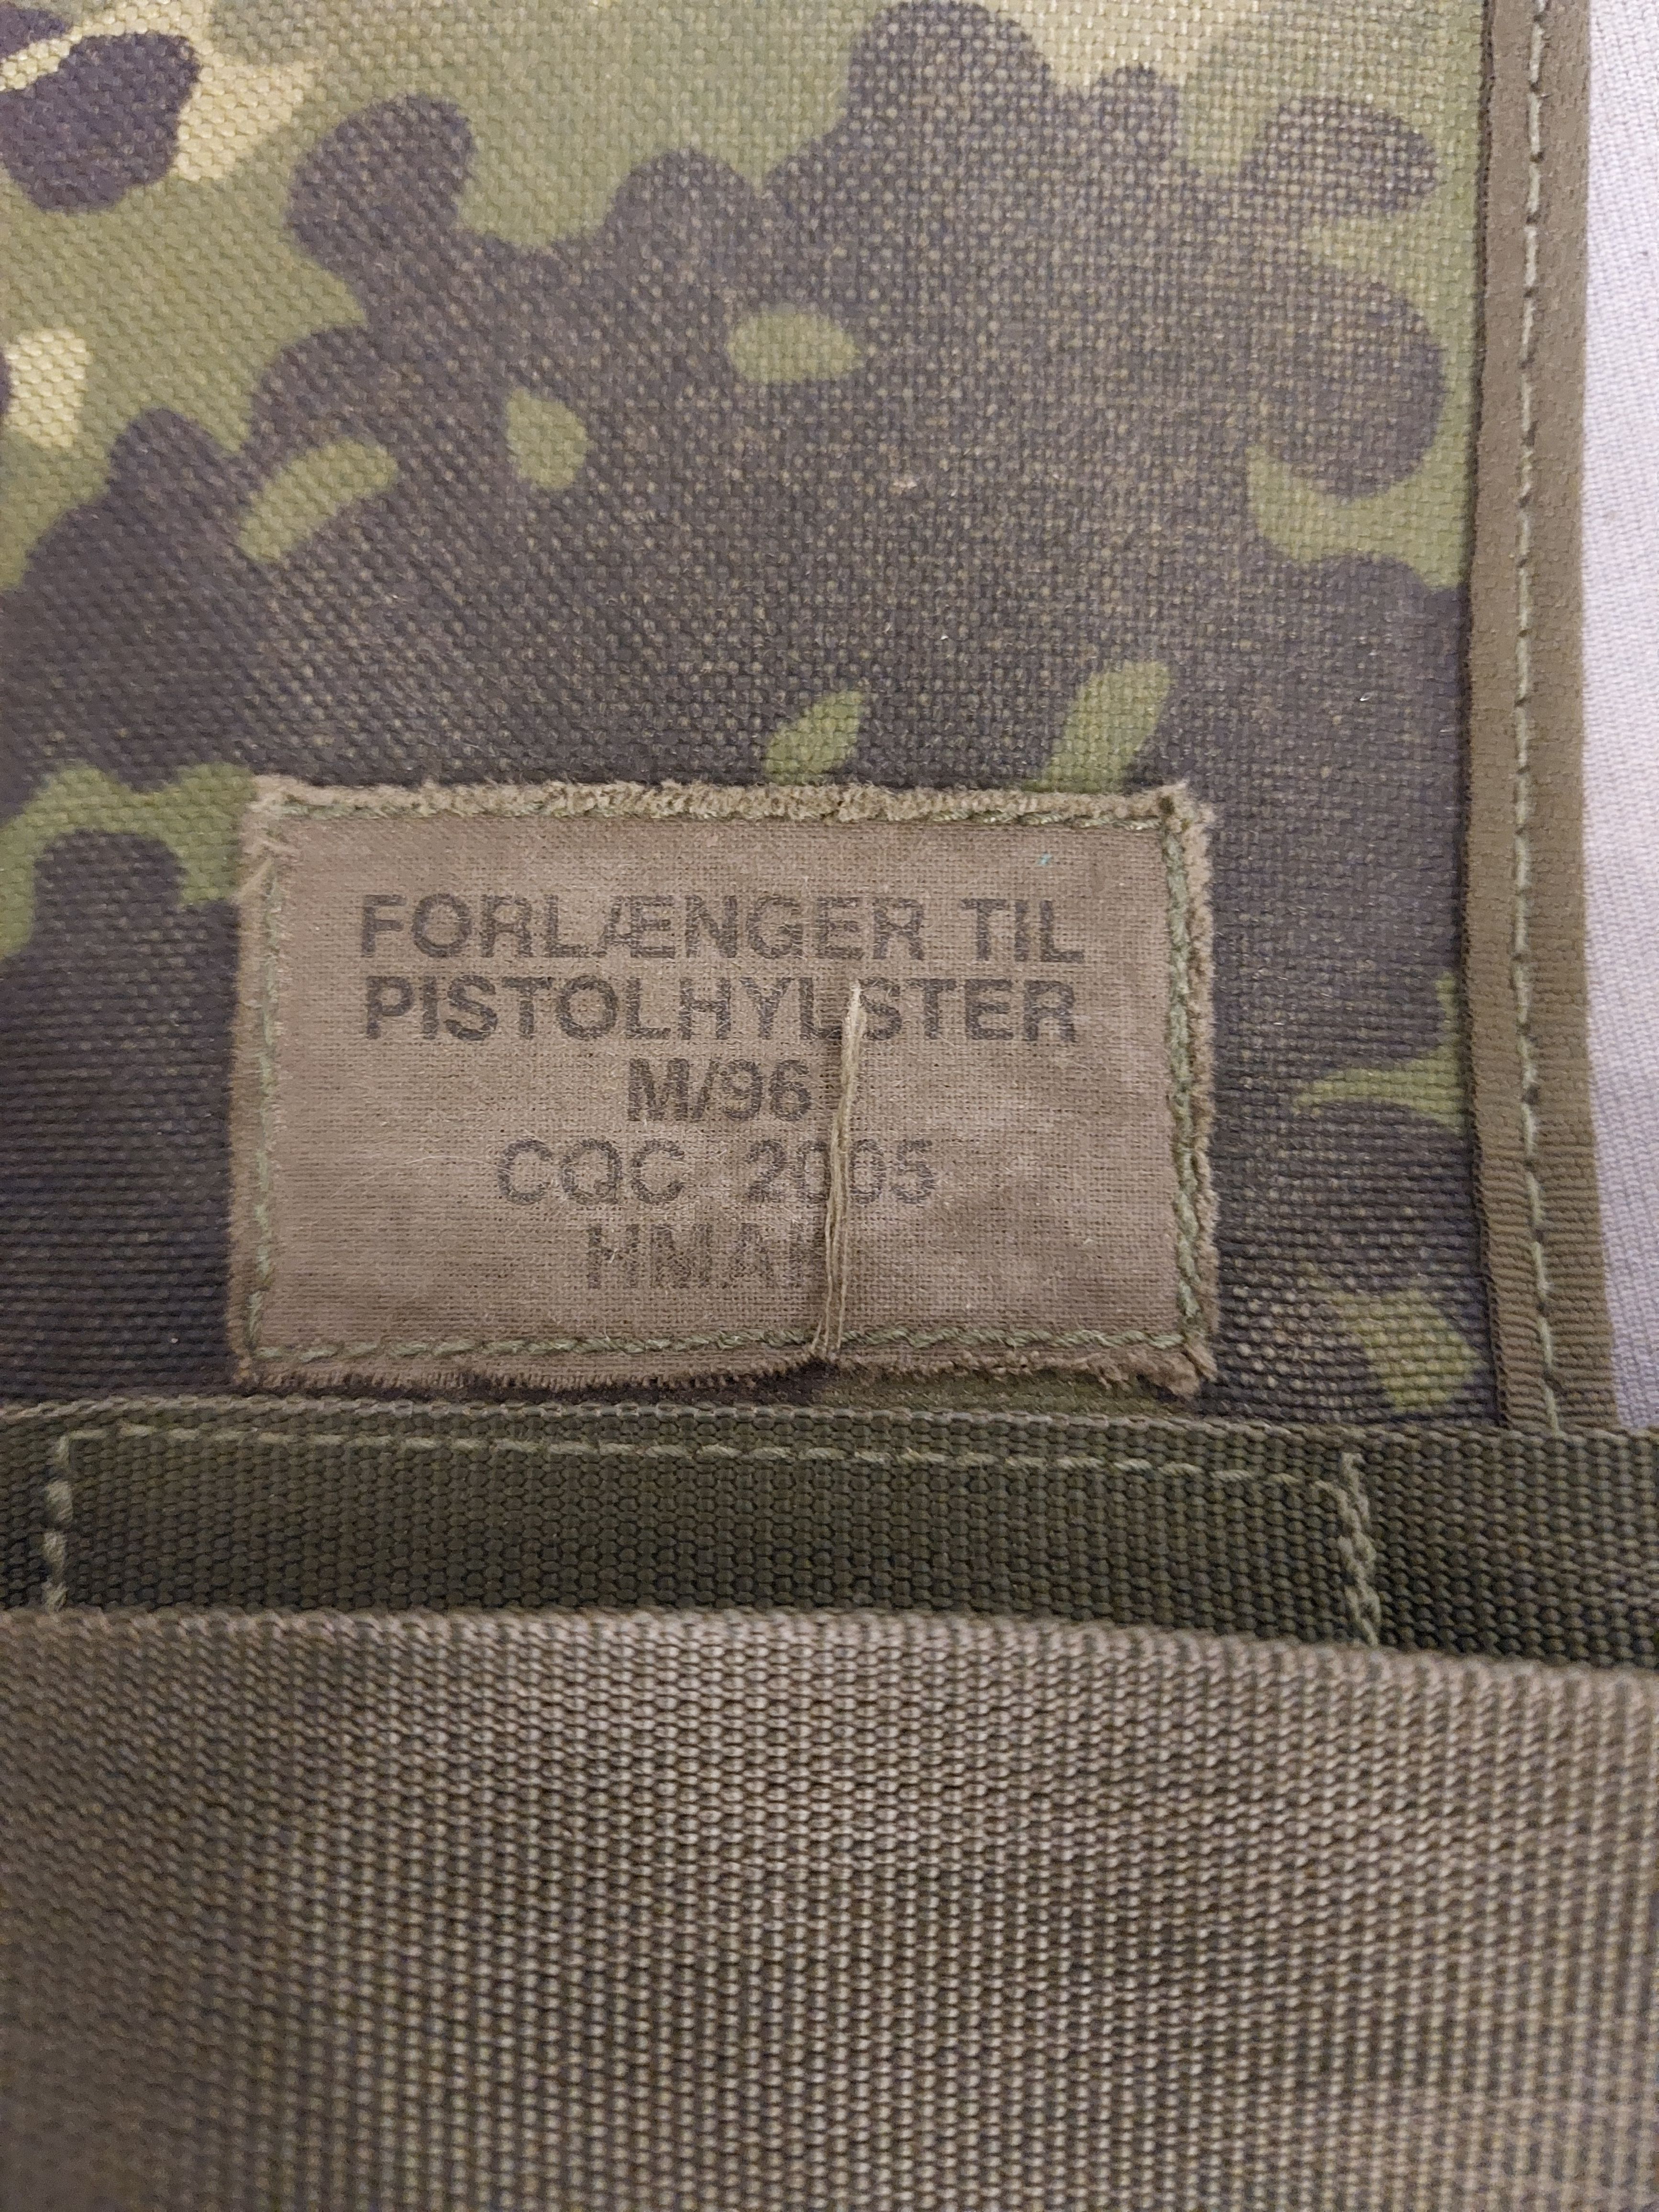 FORLÆNGER TIL
PISTOLHYLSTER
M/96
CQC 2005
HMAK